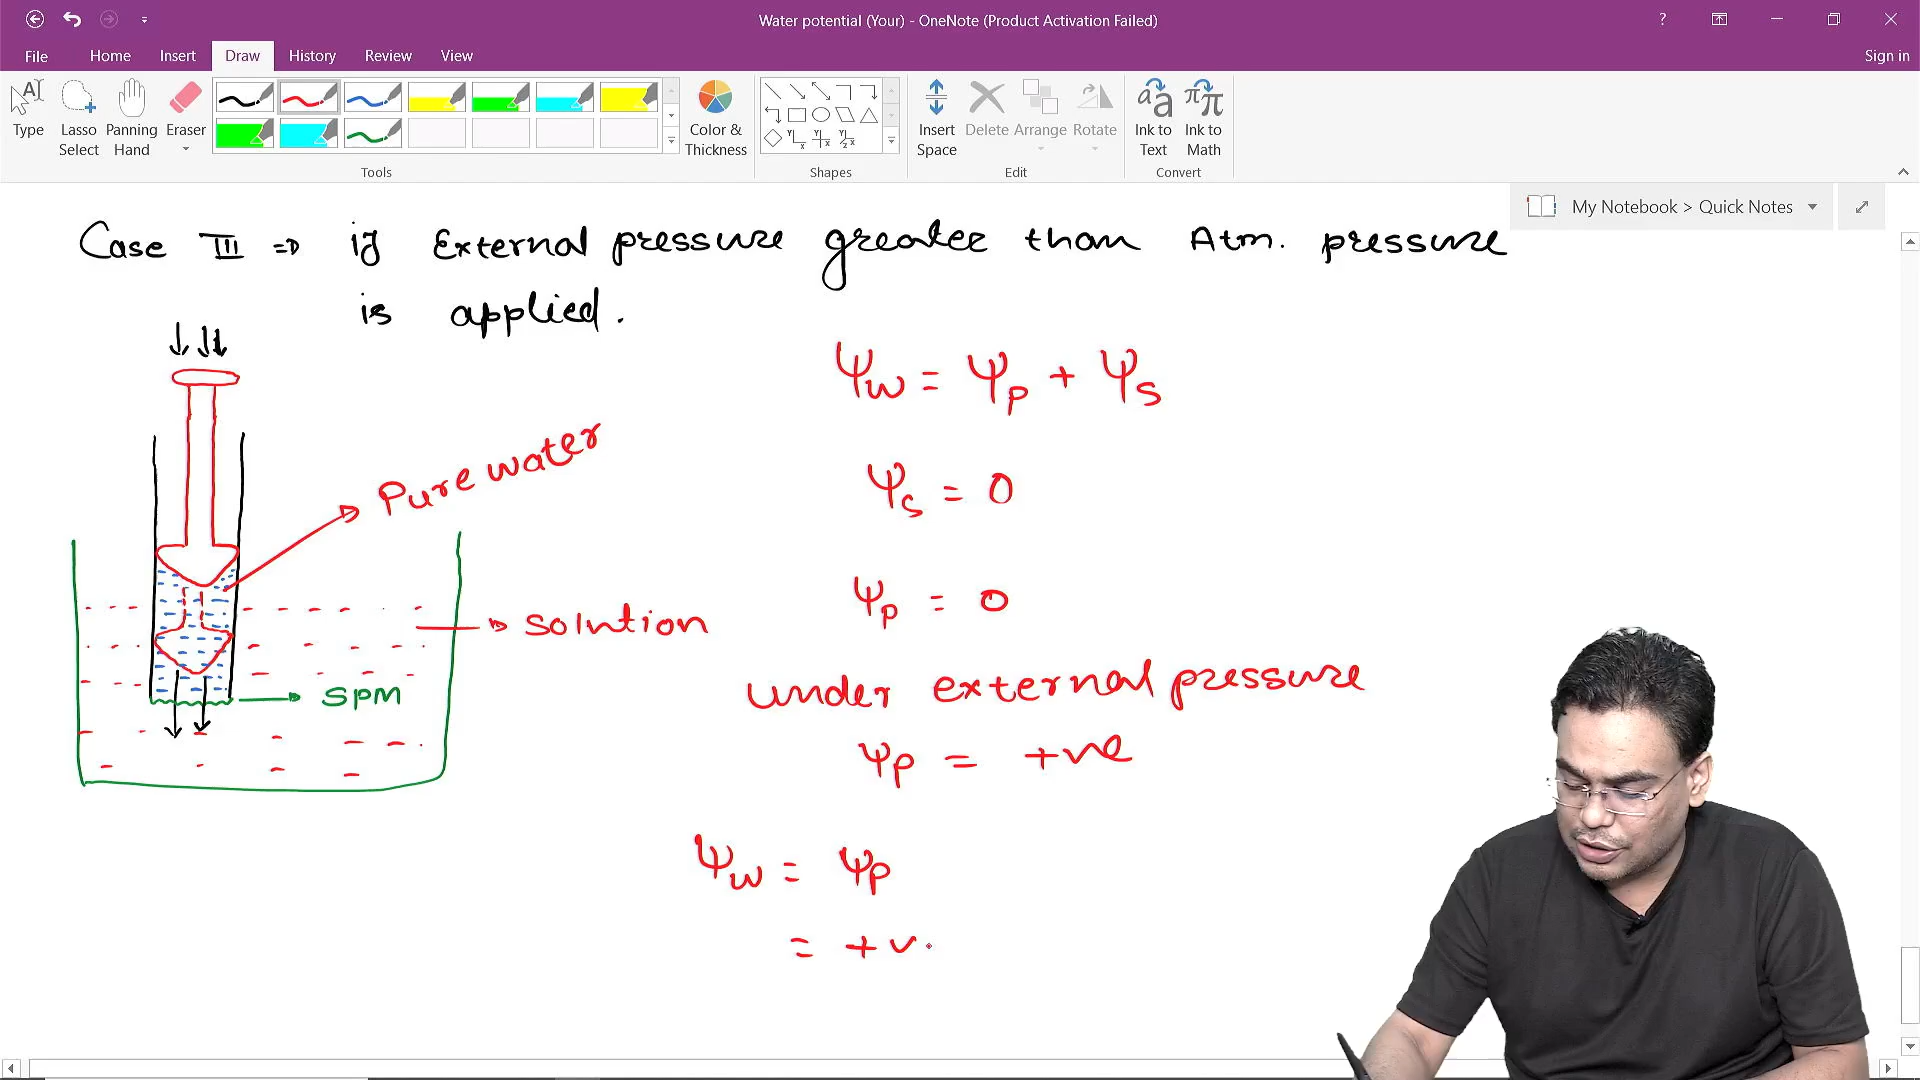 Water potential (Your) - OneNote (Product Activation Failed)
?
File Home Insert Draw History Review View
Sign in
Type
Lasso Select
Panning Hand
Eraser
Color & Thickness
Insert Space
Delete
Arrange
Rotate
Ink to Text
Ink to Math
Tools
Shapes
Edit
Convert
My Notebook > Quick Notes
Case III ⇒ if External pressure greater than Atm. pressure
is applied.
Ψw = Ψp + Ψs
Pure water
Ψs = 0
Ψp = 0
Solution
under external pressure
SPM
Ψp = +ve
Ψw = Ψp
= +v